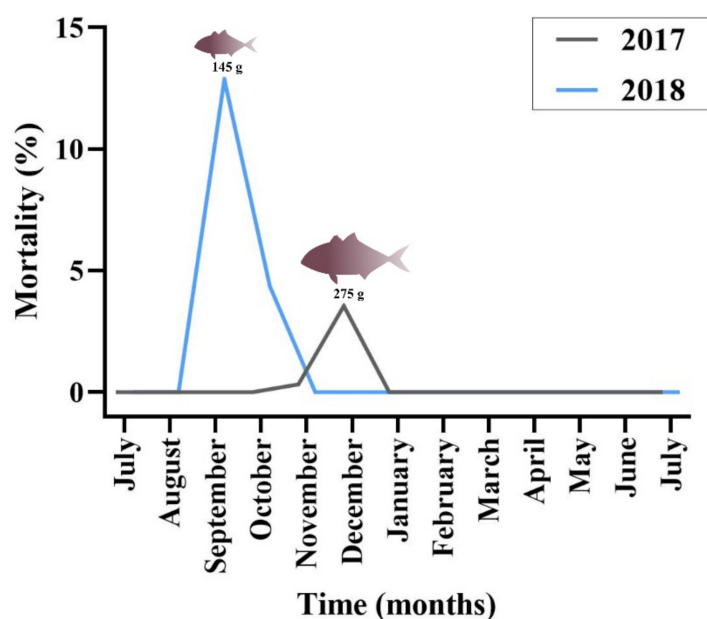 15
10
5
0
Mortality (%)
145 g
275 g
2017
2018
July
August
September
October
November
December
January
February
March
April
May
June
July
Time (months)